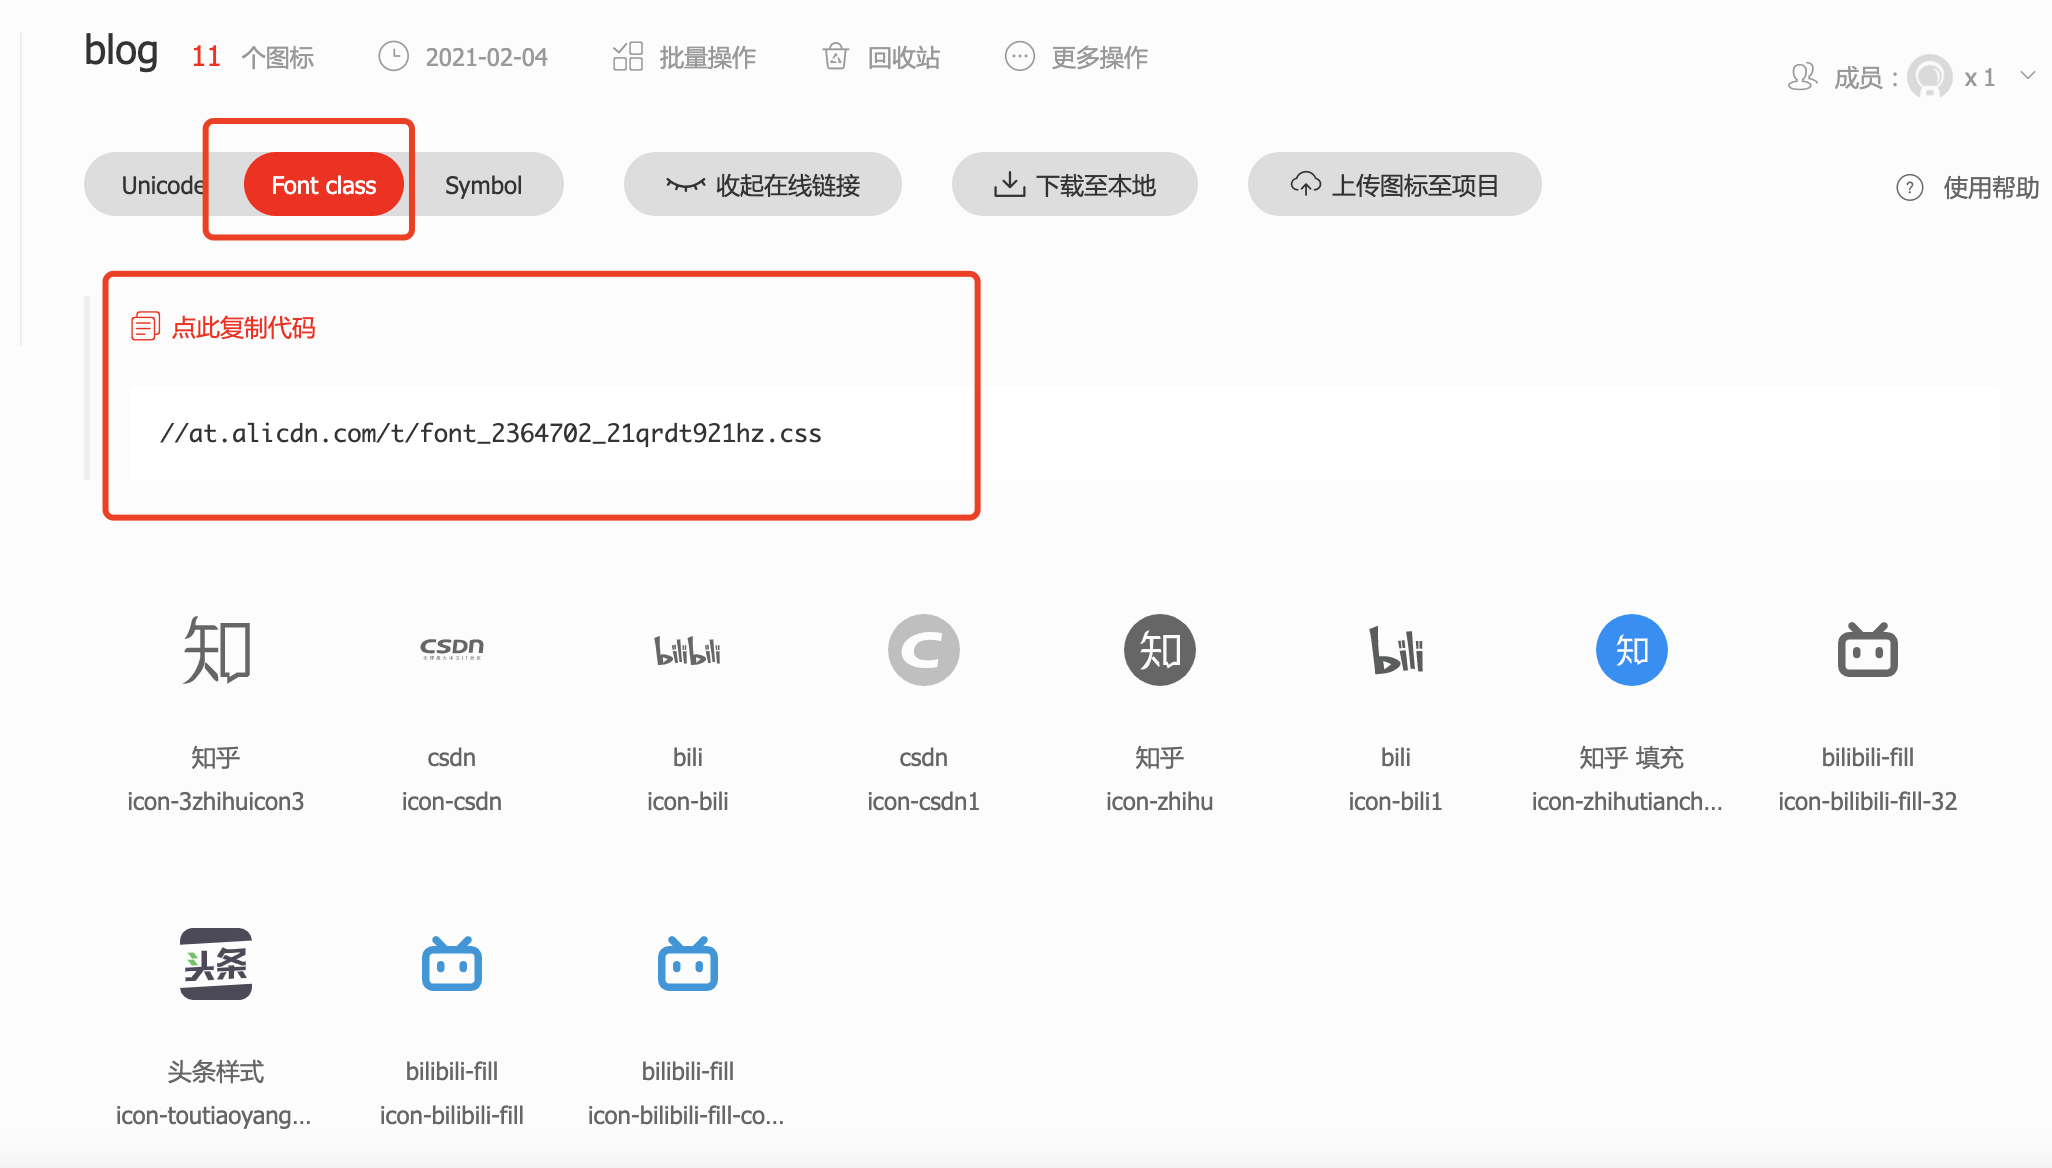 blog 11 个图标 2021-02-04 批量操作 回收站 更多操作
成员： x 1
Unicode Font class Symbol 收起在线链接 下载至本地 上传图标至项目 使用帮助
点此复制代码
//at.alicdn.com/t/font_2364702_21qrdt921hz.css
知 CSDN bilibili C 知 bili 知
知乎 csdn bili csdn 知乎 bili 知乎 填充 bilibili-fill
icon-3zhihuicon3 icon-csdn icon-bili icon-csdn1 icon-zhihu icon-bili1 icon-zhihutianch... icon-bilibili-fill-32
头条
头条样式 bilibili-fill bilibili-fill
icon-toutiaoyang... icon-bilibili-fill icon-bilibili-fill-co...